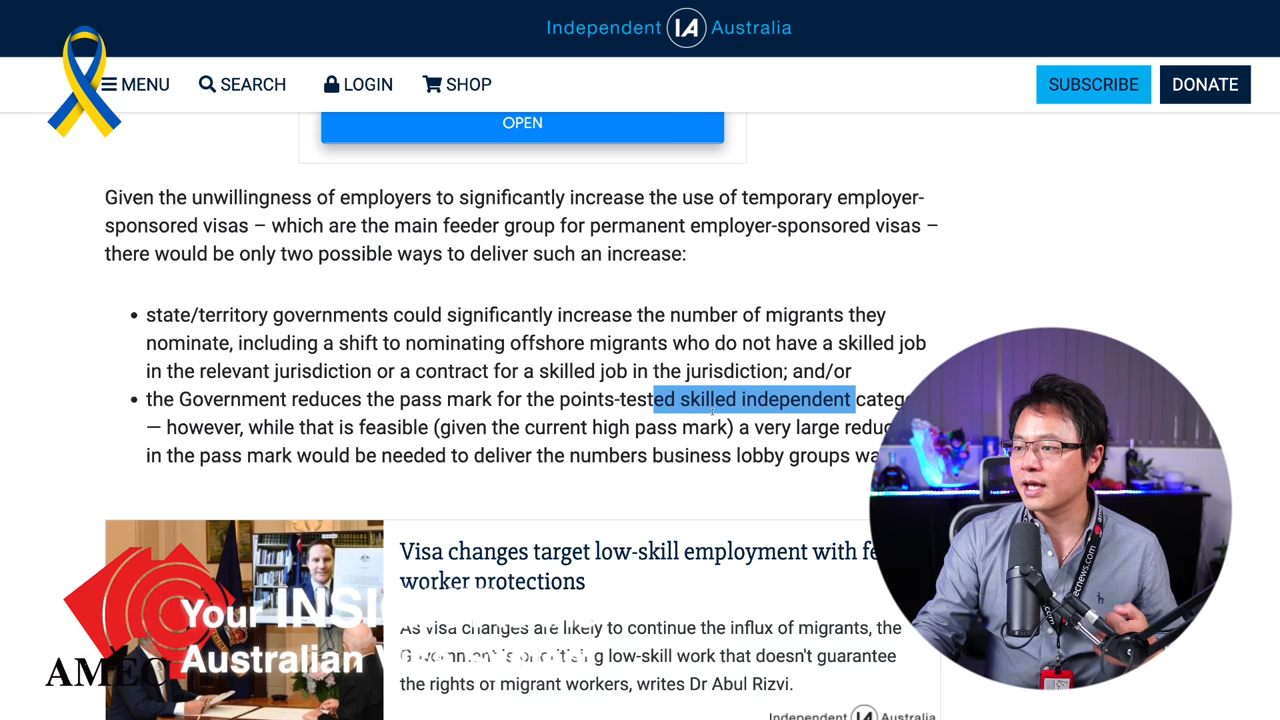 Independent IA Australia
MENU SEARCH LOGIN SHOP SUBSCRIBE DONATE
OPEN
Given the unwillingness of employers to significantly increase the use of temporary employer-
sponsored visas – which are the main feeder group for permanent employer-sponsored visas –
there would be only two possible ways to deliver such an increase:
• state/territory governments could significantly increase the number of migrants they
nominate, including a shift to nominating offshore migrants who do not have a skilled job
in the relevant jurisdiction or a contract for a skilled job in the jurisdiction; and/or
• the Government reduces the pass mark for the points-tested skilled independent categ
— however, while that is feasible (given the current high pass mark) a very large reduc
in the pass mark would be needed to deliver the numbers business lobby groups wa
Visa changes target low-skill employment with fe
worker protections
As visa changes are likely to continue the influx of migrants, the
low-skill work that doesn't guarantee
the rights of migrant workers, writes Dr Abul Rizvi.
Independent IA Australia
AMEC
Your INSI
Australian V
ecnews.com